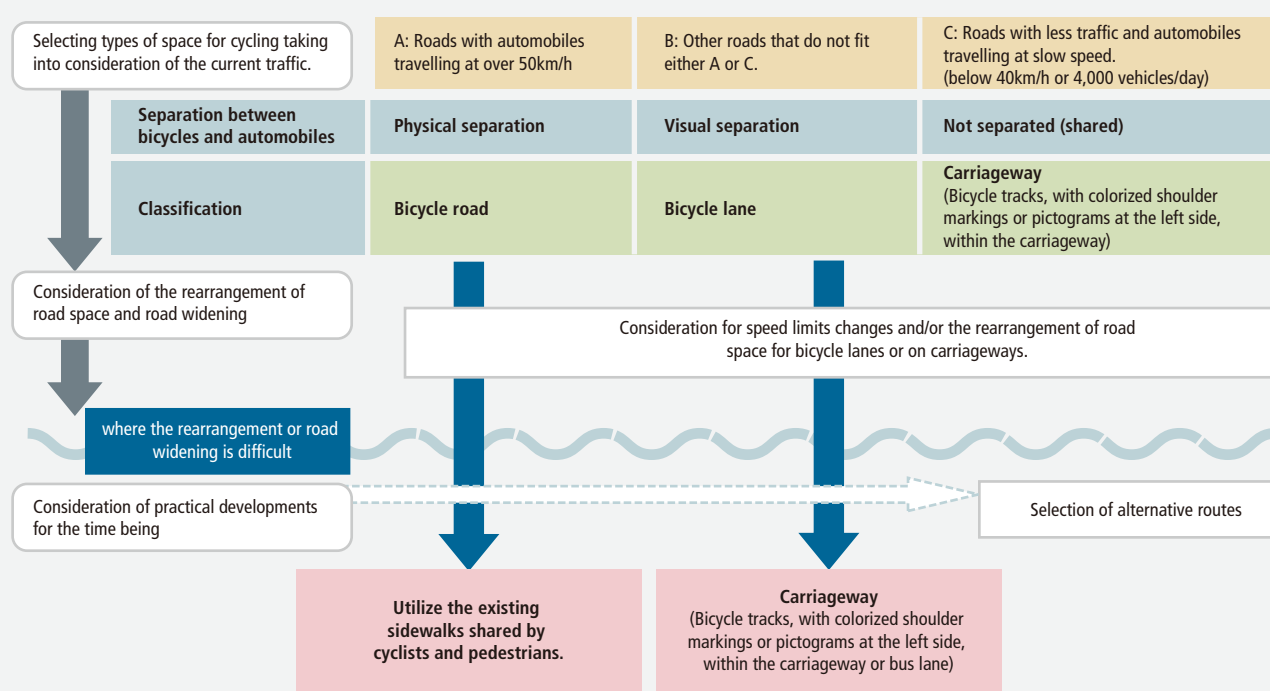 Selecting types of space for cycling taking
into consideration of the current traffic.
A: Roads with automobiles
travelling at over 50km/h
B: Other roads that do not fit
either A or C.
C: Roads with less traffic and automobiles
travelling at slow speed.
(below 40km/h or 4,000 vehicles/day)
Separation between
bicycles and automobiles
Physical separation
Visual separation
Not separated (shared)
Classification
Bicycle road
Bicycle lane
Carriageway
(Bicycle tracks, with colorized shoulder
markings or pictograms at the left side,
within the carriageway)
Consideration of the rearrangement of
road space and road widening
Consideration for speed limits changes and/or the rearrangement of road
space for bicycle lanes or on carriageways.
where the rearrangement or road
widening is difficult
Consideration of practical developments
for the time being
Selection of alternative routes
Utilize the existing
sidewalks shared by
cyclists and pedestrians.
Carriageway
(Bicycle tracks, with colorized shoulder
markings or pictograms at the left side,
within the carriageway or bus lane)